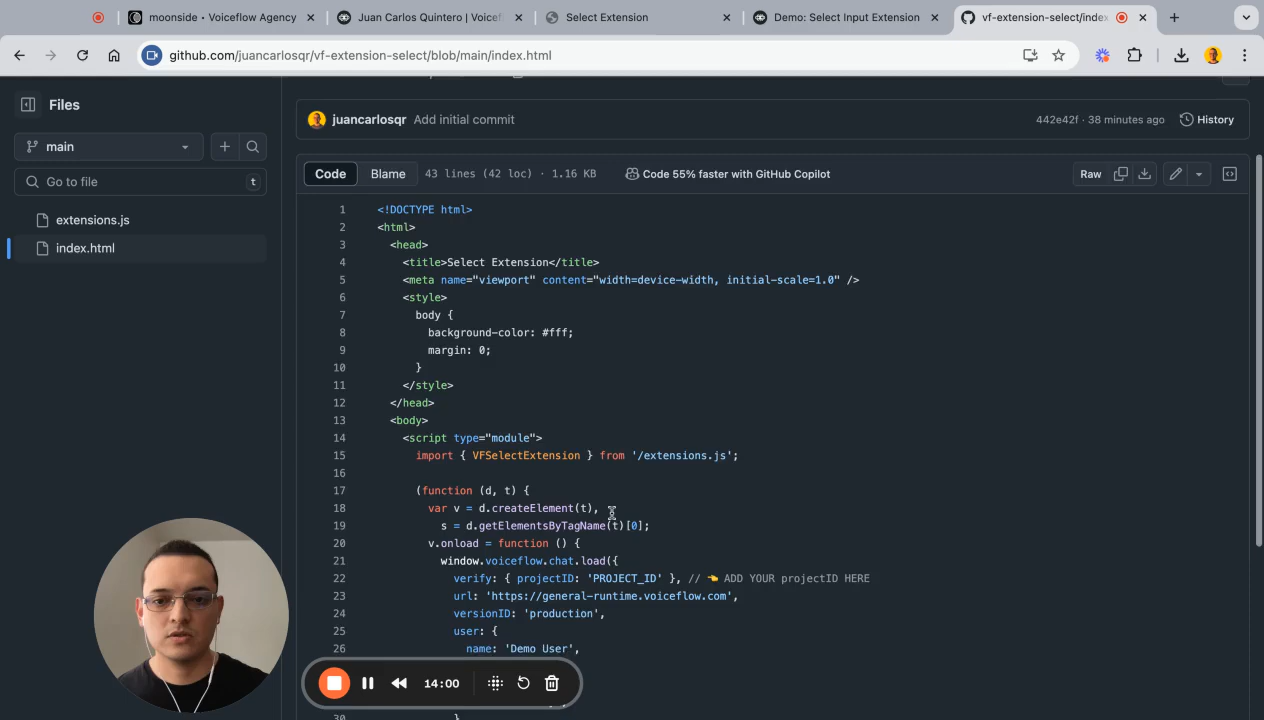 moonside • Voiceflow Agency
Juan Carlos Quintero | Voicef
Select Extension
Demo: Select Input Extension
vf-extension-select/index
github.com/juancarlosqr/vf-extension-select/blob/main/index.html
Files
main
Go to file
t
extensions.js
index.html
juancarlosqr Add initial commit
442e42f · 38 minutes ago
History
Code
Blame
43 lines (42 loc) · 1.16 KB
Code 55% faster with GitHub Copilot
Raw
1 <!DOCTYPE html>
2 <html>
3 <head>
4 <title>Select Extension</title>
5 <meta name="viewport" content="width=device-width, initial-scale=1.0" />
6 <style>
7 body {
8 background-color: #fff;
9 margin: 0;
10 }
11 </style>
12 </head>
13 <body>
14 <script type="module">
15 import { VFSelectExtension } from '/extensions.js';
16
17 (function (d, t) {
18 var v = d.createElement(t),
19 s = d.getElementsByTagName(t)[0];
20 v.onload = function () {
21 window.voiceflow.chat.load({
22 verify: { projectID: 'PROJECT_ID' }, // 👈 ADD YOUR projectID HERE
23 url: 'https://general-runtime.voiceflow.com',
24 versionID: 'production',
25 user: {
26 name: 'Demo User',
14:00
30 }